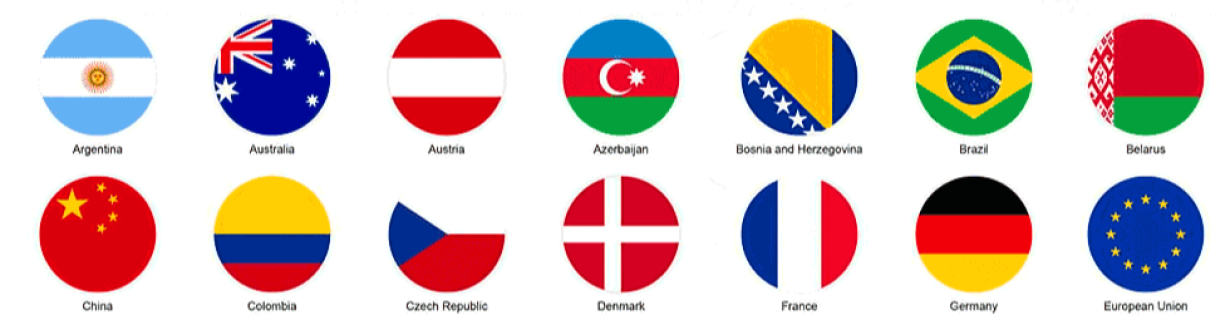 Argentina
Australia
Austria
Azerbaijan
Bosnia and Herzegovina
Brazil
Belarus
China
Colombia
Czech Republic
Denmark
France
Germany
European Union